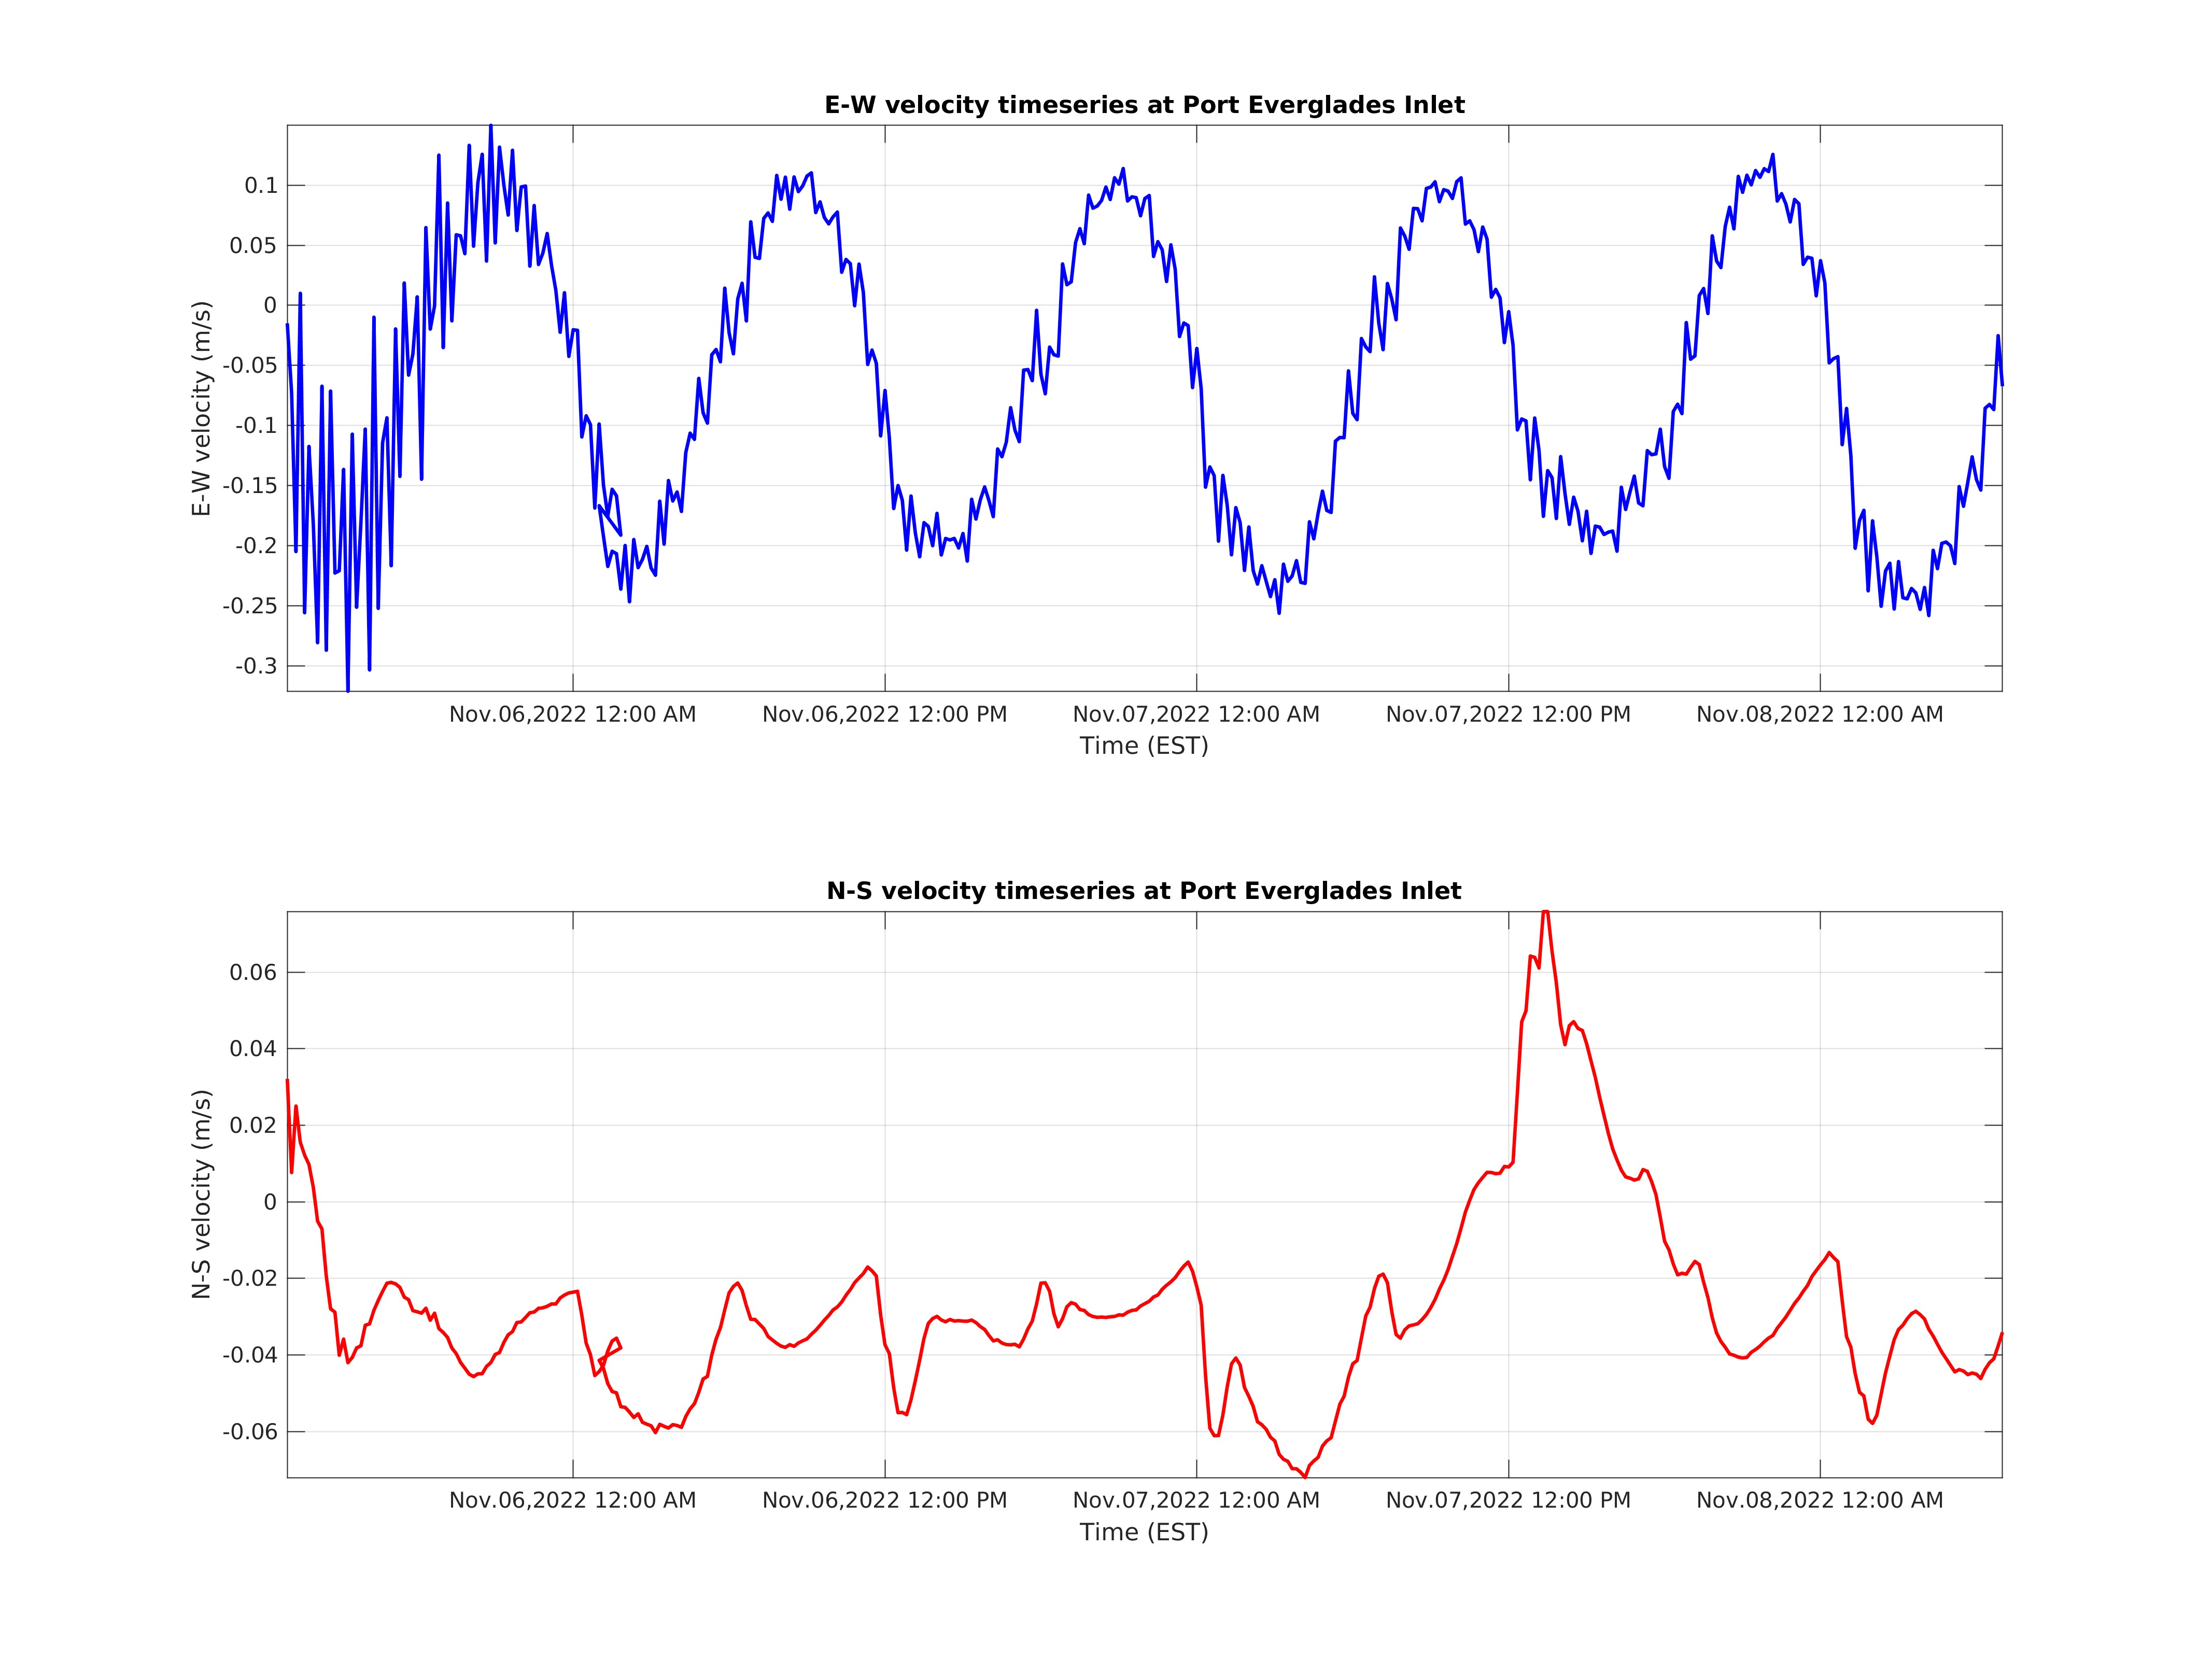 E-W velocity timeseries at Port Everglades Inlet
E-W velocity (m/s)
0.1
0.05
0
-0.05
-0.1
-0.15
-0.2
-0.25
-0.3
Nov.06,2022 12:00 AM Nov.06,2022 12:00 PM Nov.07,2022 12:00 AM Nov.07,2022 12:00 PM Nov.08,2022 12:00 AM
Time (EST)
N-S velocity timeseries at Port Everglades Inlet
N-S velocity (m/s)
0.06
0.04
0.02
0
-0.02
-0.04
-0.06
Nov.06,2022 12:00 AM Nov.06,2022 12:00 PM Nov.07,2022 12:00 AM Nov.07,2022 12:00 PM Nov.08,2022 12:00 AM
Time (EST)